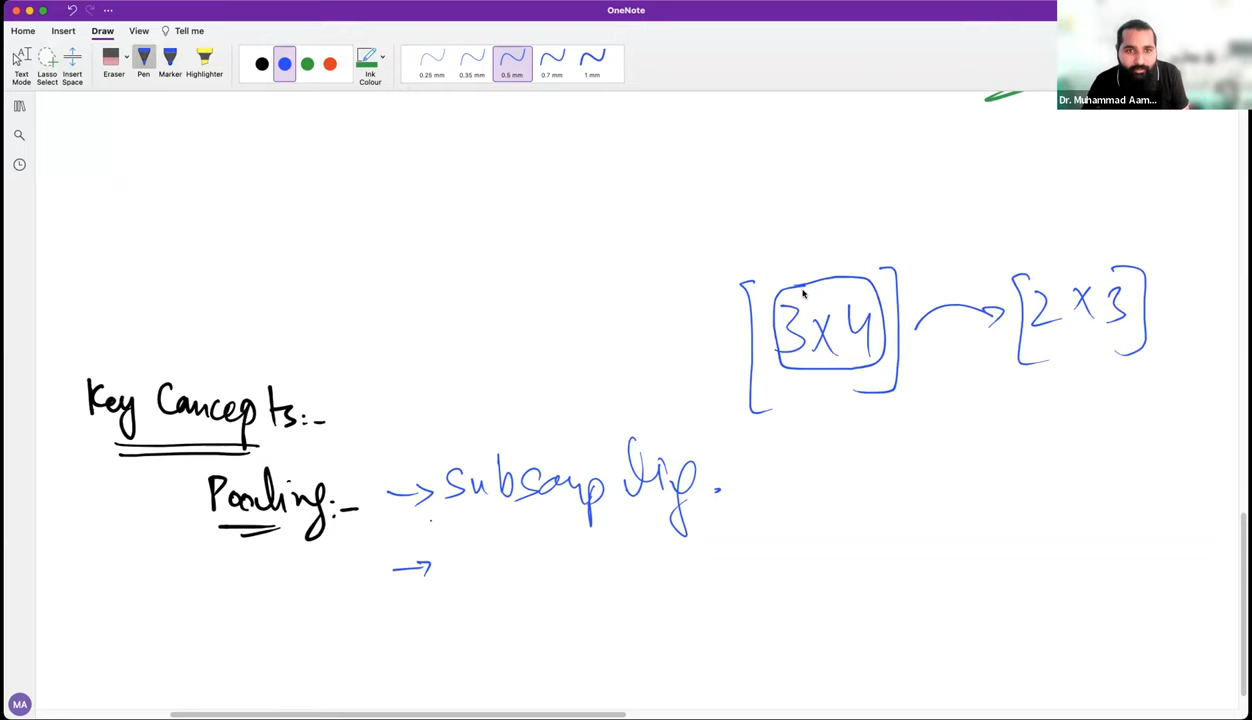 OneNote
Home Insert Draw View Tell me
Text Mode
Lasso Select
Insert Space
Eraser
Pen
Marker
Highlighter
Ink Colour
0.25 mm
0.35 mm
0.5 mm
0.7 mm
1 mm
Dr. Muhammad Aam...
[3x4] → [2 x 3]
Key Concepts:-
Pooling:- → subsampling.
→
MA